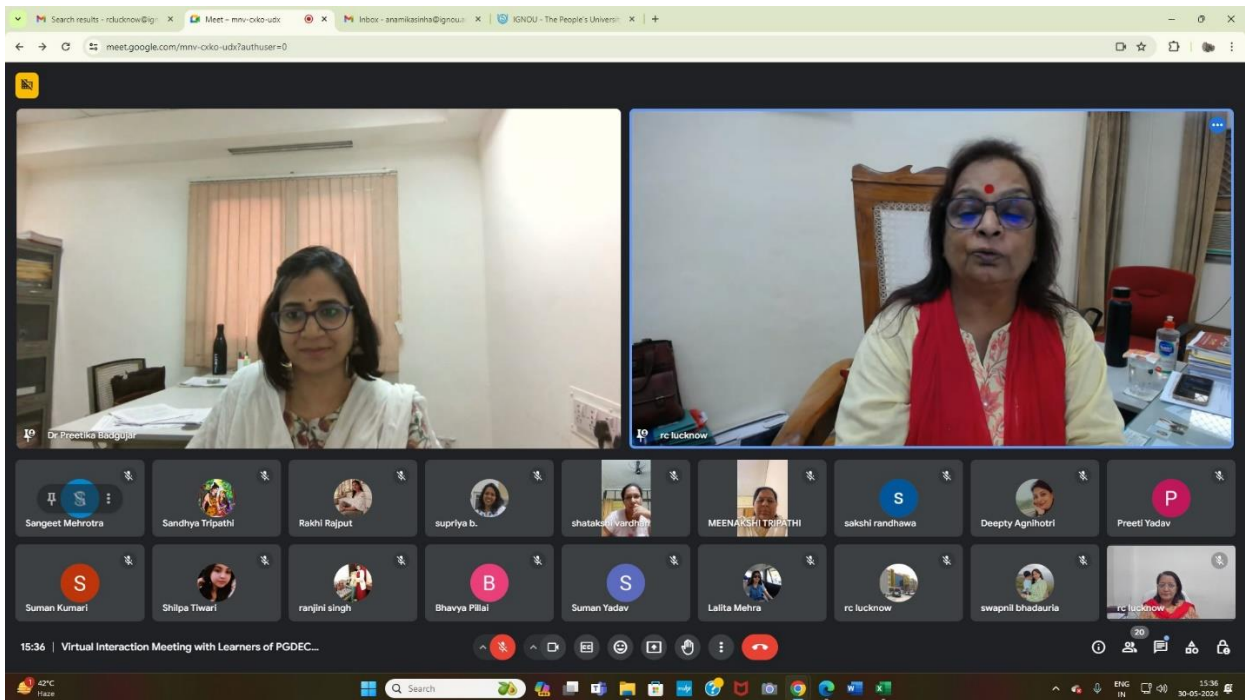 Search results - rclucknow@ig
Meet – mnv-cxko-udx
Inbox - anamikasinha@ignou.a
IGNOU - The People's Universit
meet.google.com/mnv-cxko-udx?authuser=0
Dr Preetika Badgujar
rc lucknow
S
S
P
Sangeet Mehrotra
Sandhya Tripathi
Rakhi Rajput
supriya b.
shatakshi vardhan
MEENAKSHI TRIPATHI
sakshi randhawa
Deepty Agnihotri
Preeti Yadav
S
B
S
Suman Kumari
Shilpa Tiwari
ranjini singh
Bhavya Pillai
Suman Yadav
Lalita Mehra
rc lucknow
swapnil bhadauria
rc lucknow
15:36 | Virtual Interaction Meeting with Learners of PGDEC...
20
42°C
Haze
Search
ENG
IN
15:36
30-05-2024